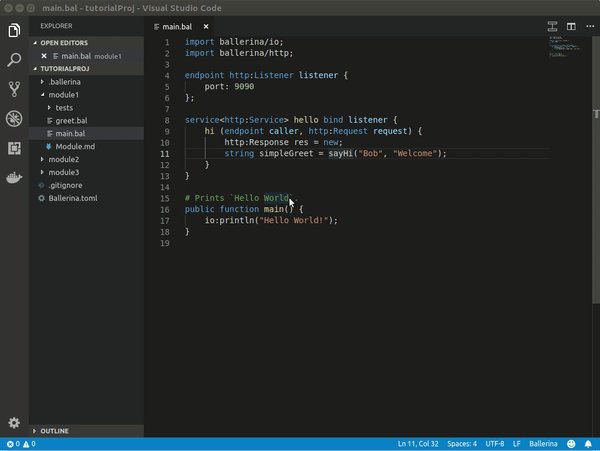 main.bal - tutorialProj - Visual Studio Code
EXPLORER
OPEN EDITORS
main.bal module1
TUTORIALPROJ
.ballerina
module1
tests
greet.bal
main.bal
Module.md
module2
module3
.gitignore
Ballerina.toml
OUTLINE
main.bal
1 import ballerina/io;
2 import ballerina/http;
3
4 endpoint http:Listener listener {
5 port: 9090
6 };
7
8 service<http:Service> hello bind listener {
9 hi (endpoint caller, http:Request request) {
10 http:Response res = new;
11 string simpleGreet = sayHi("Bob", "Welcome");
12 }
13 }
14
15 # Prints `Hello World`.
16 public function main() {
17 io:println("Hello World!");
18 }
19
0 0 Ln 11, Col 32 Spaces: 4 UTF-8 LF Ballerina